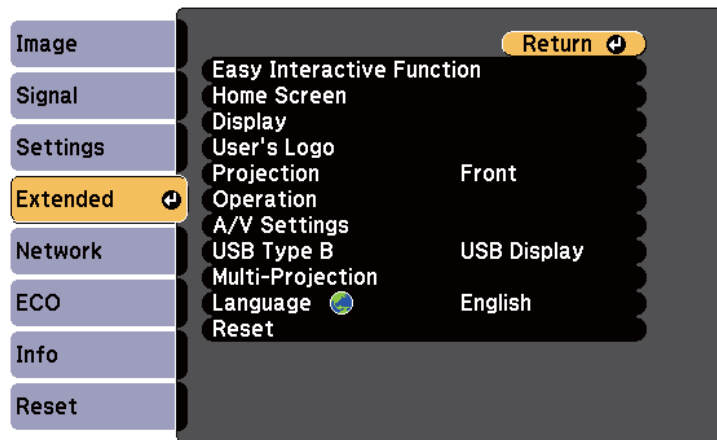 Image
Signal
Settings
Extended
Network
ECO
Info
Reset
Return
Easy Interactive Function
Home Screen
Display
User's Logo
Projection Front
Operation
A/V Settings
USB Type B USB Display
Multi-Projection
Language English
Reset